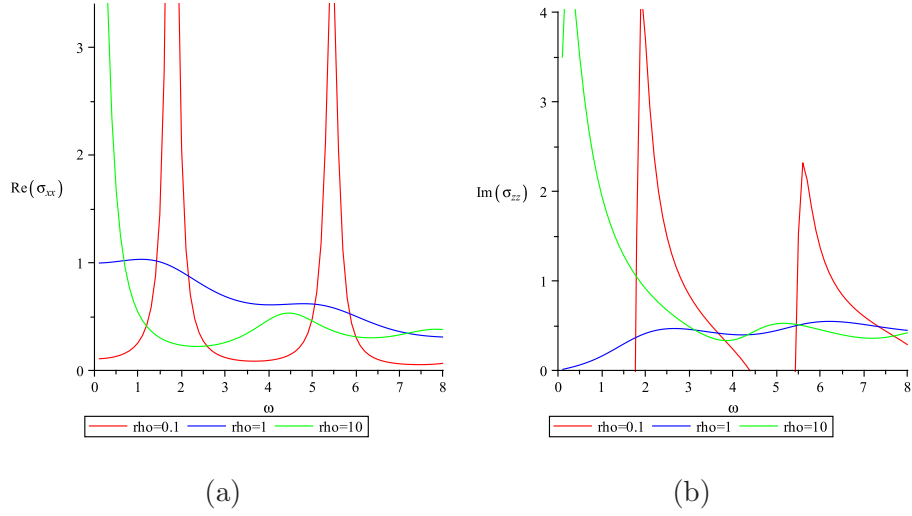 Re(σxx)
3
2
1
0
0 1 2 3 4 5 6 7 8
ω
rho=0.1 rho=1 rho=10
(a)
Im(σzz)
4
3
2
1
0
0 1 2 3 4 5 6 7 8
ω
rho=0.1 rho=1 rho=10
(b)